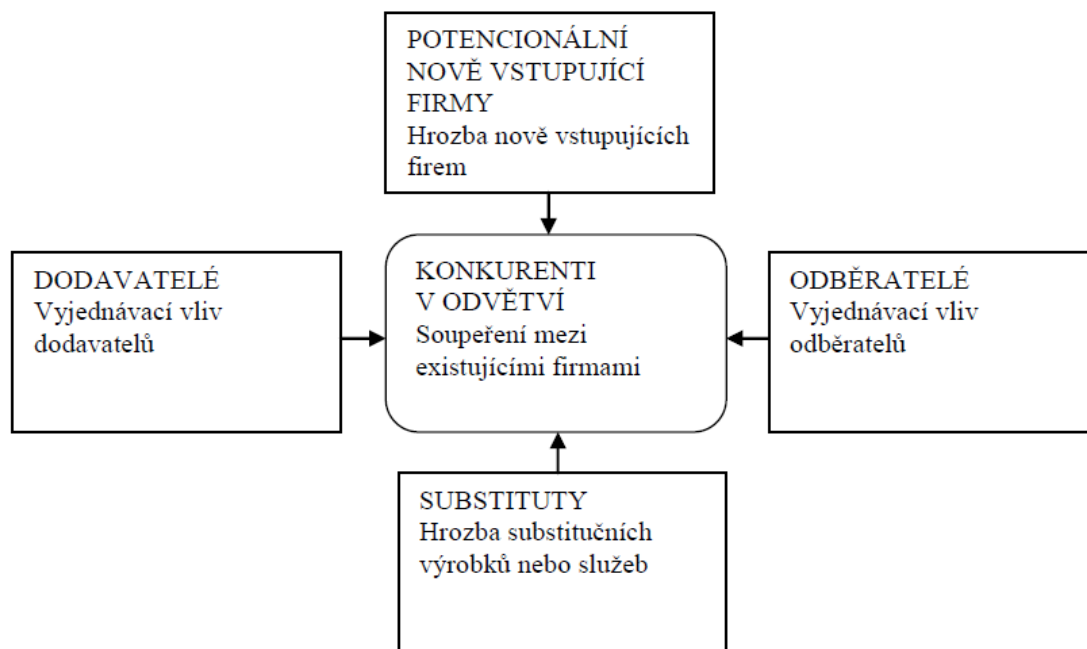 POTENCIONÁLNÍ
NOVĚ VSTUPUJÍCÍ
FIRMY
Hrozba nově vstupujících
firem
DODAVATELÉ
Vyjednávací vliv
dodavatelů
KONKURENTI
V ODVĚTVÍ
Soupeření mezi
existujícími firmami
ODBĚRATELÉ
Vyjednávací vliv
odběratelů
SUBSTITUTY
Hrozba substitučních
výrobků nebo služeb